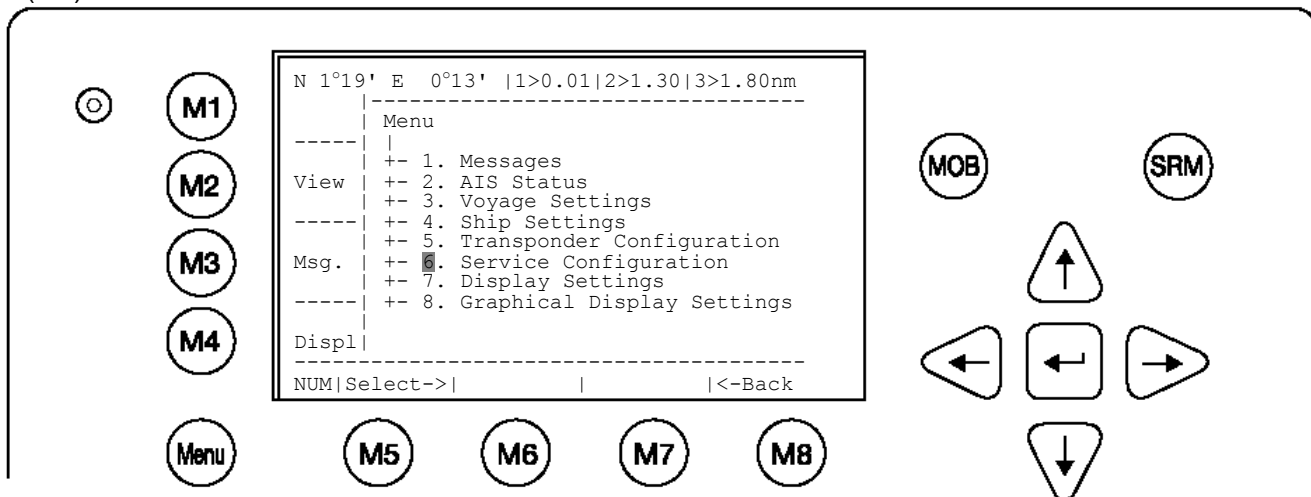 N 1°19' E 0°13' |1>0.01|2>1.30|3>1.80nm
Menu
1. Messages
2. AIS Status
View
3. Voyage Settings
4. Ship Settings
5. Transponder Configuration
Msg.
6. Service Configuration
7. Display Settings
8. Graphical Display Settings
Displ
NUM|Select->| | |<-Back
M1
M2
M3
M4
Menu
M5
M6
M7
M8
MOB
SRM